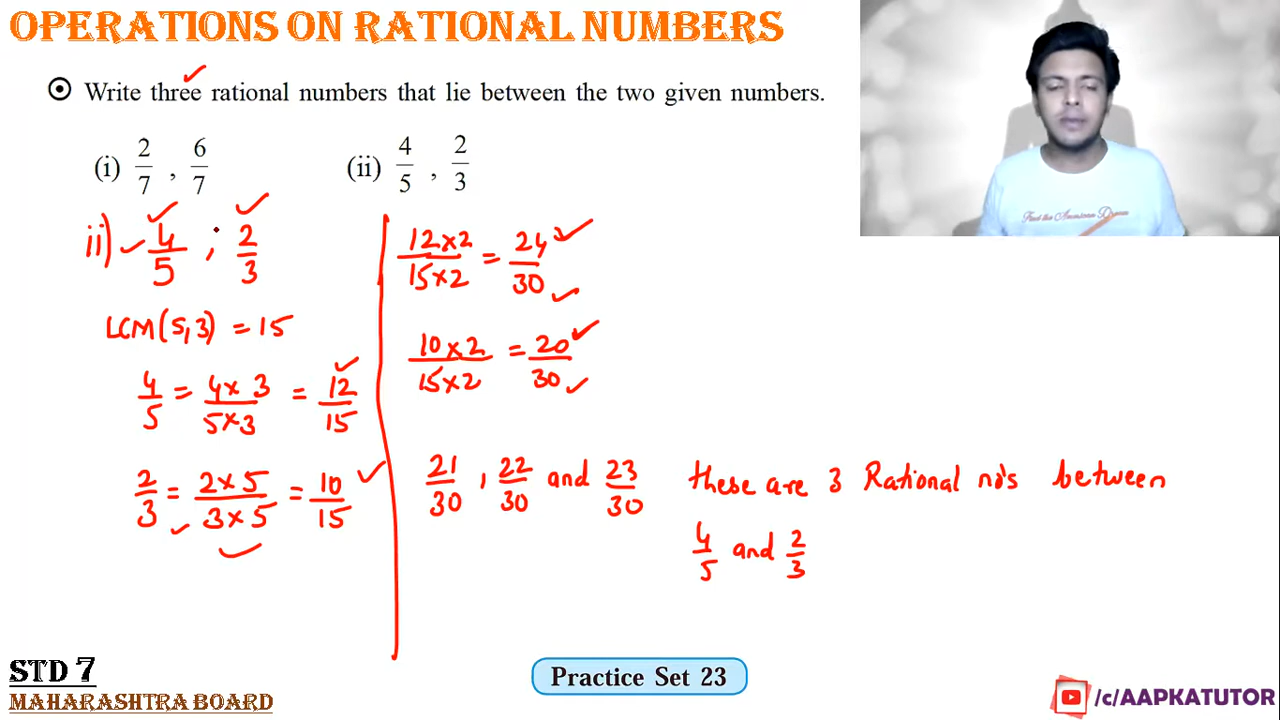 OPERATIONS ON RATIONAL NUMBERS
Write three rational numbers that lie between the two given numbers.
(i) 2/7 , 6/7 (ii) 4/5 , 2/3
ii) 4/5 ; 2/3
LCM(5,3) = 15
4/5 = 4×3/5×3 = 12/15
2/3 = 2×5/3×5 = 10/15
12×2/15×2 = 24/30
10×2/15×2 = 20/30
21/30 , 22/30 and 23/30 these are 3 Rational no's between
4/5 and 2/3
Practice Set 23
STD 7
MAHARASHTRA BOARD
/c/AAPKATUTOR